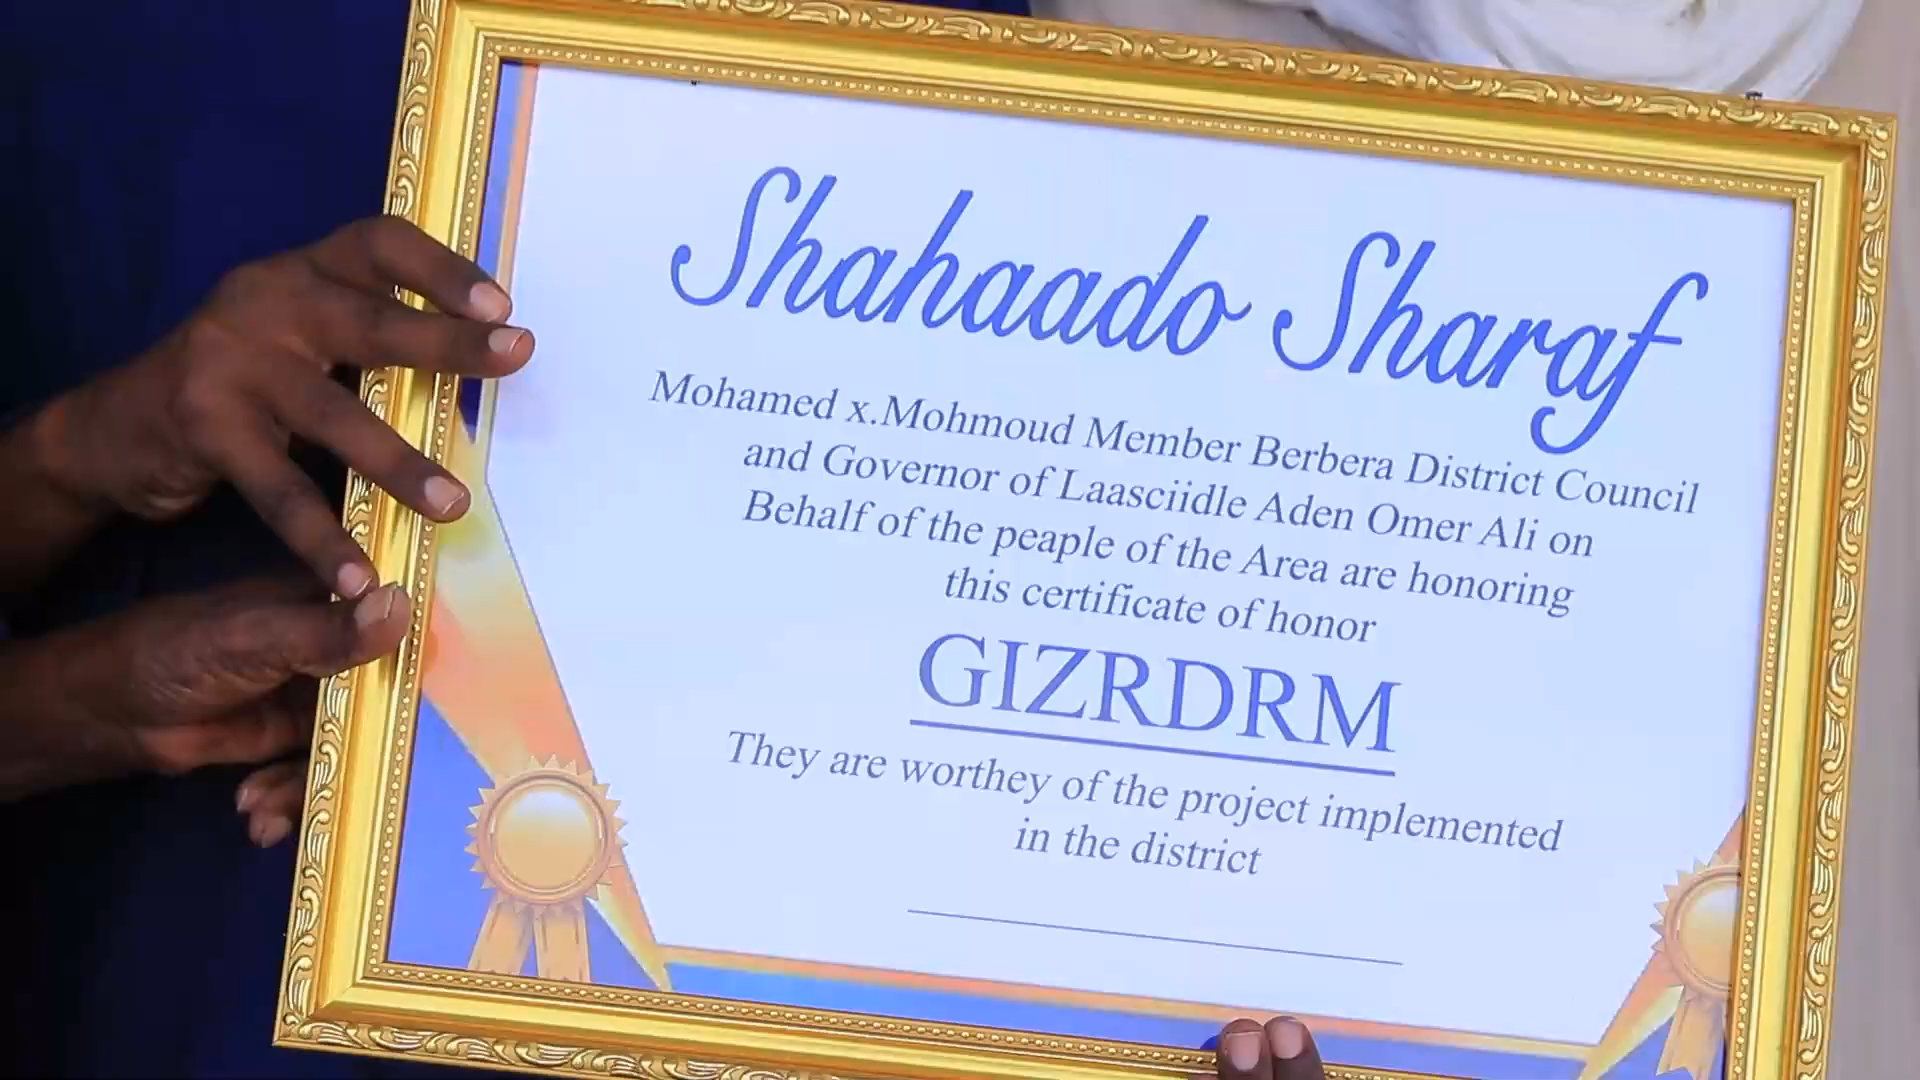 Shahaado Sharaf
Mohamed x.Mohmoud Member Berbera District Council
and Governor of Laasciidle Aden Omer Ali on
Behalf of the peaple of the Area are honoring
this certificate of honor
GIZRDRM
They are worthey of the project implemented
in the district